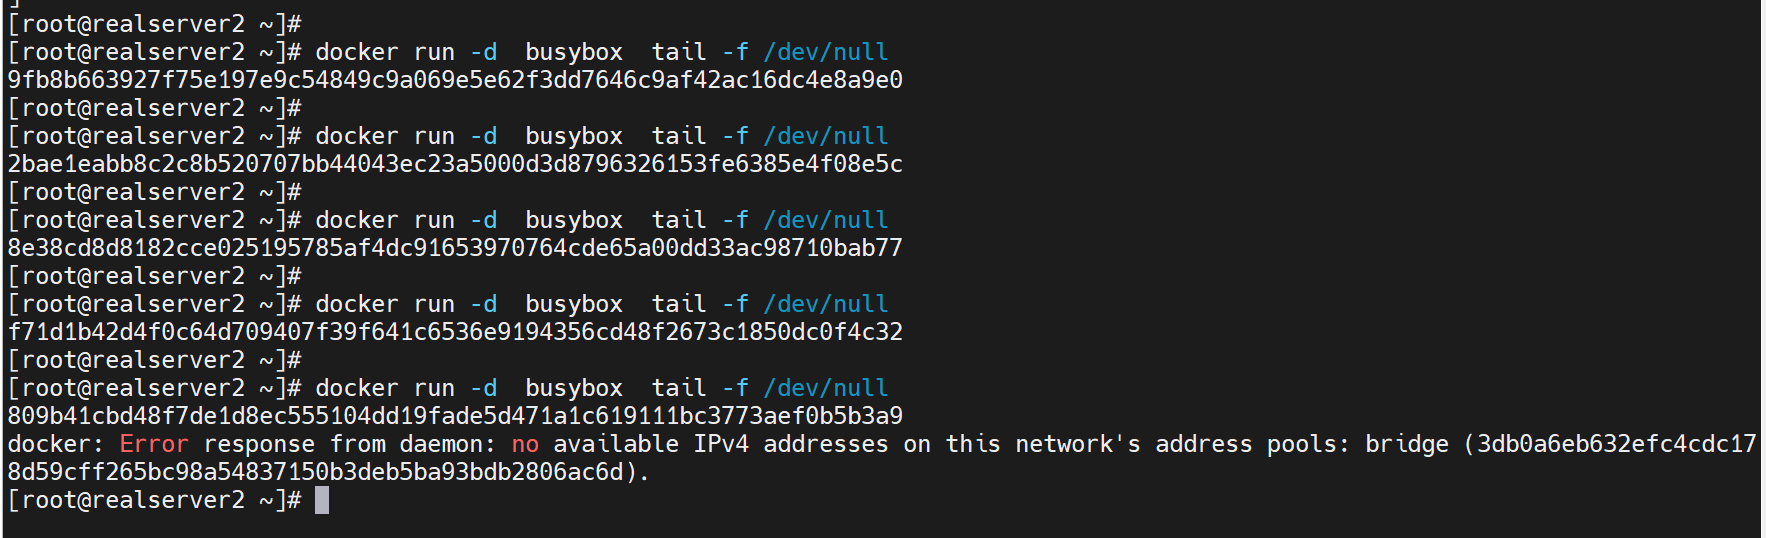 ]
[root@realserver2 ~]#
[root@realserver2 ~]# docker run -d  busybox  tail -f /dev/null
9fb8b663927f75e197e9c54849c9a069e5e62f3dd7646c9af42ac16dc4e8a9e0
[root@realserver2 ~]#
[root@realserver2 ~]# docker run -d  busybox  tail -f /dev/null
2bae1eabb8c2c8b520707bb44043ec23a5000d3d8796326153fe6385e4f08e5c
[root@realserver2 ~]#
[root@realserver2 ~]# docker run -d  busybox  tail -f /dev/null
8e38cd8d8182cce025195785af4dc91653970764cde65a00dd33ac98710bab77
[root@realserver2 ~]#
[root@realserver2 ~]# docker run -d  busybox  tail -f /dev/null
f71d1b42d4f0c64d709407f39f641c6536e9194356cd48f2673c1850dc0f4c32
[root@realserver2 ~]#
[root@realserver2 ~]# docker run -d  busybox  tail -f /dev/null
809b41cbd48f7de1d8ec555104dd19fade5d471a1c619111bc3773aef0b5b3a9
docker: Error response from daemon: no available IPv4 addresses on this network's address pools: bridge (3db0a6eb632efc4cdc17
8d59cff265bc98a54837150b3deb5ba93bdb2806ac6d).
[root@realserver2 ~]#